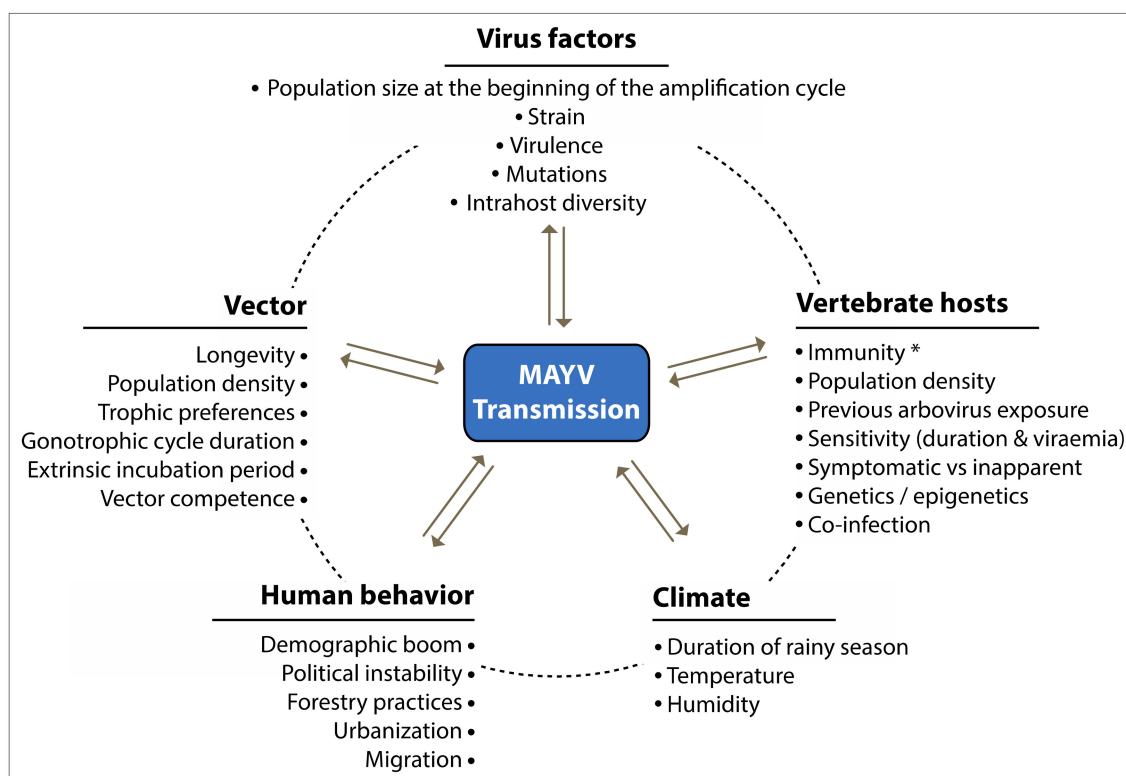 Virus factors
• Population size at the beginning of the amplification cycle
• Strain
• Virulence
• Mutations
• Intrahost diversity
Vector
Longevity •
Population density •
Trophic preferences •
Gonotrophic cycle duration •
Extrinsic incubation period •
Vector competence •
MAYV
Transmission
Vertebrate hosts
• Immunity *
• Population density
• Previous arbovirus exposure
• Sensitivity (duration & viraemia)
• Symptomatic vs inapparent
• Genetics / epigenetics
• Co-infection
Human behavior
Demographic boom •
Political instability •
Forestry practices •
Urbanization •
Migration •
Climate
• Duration of rainy season
• Temperature
• Humidity